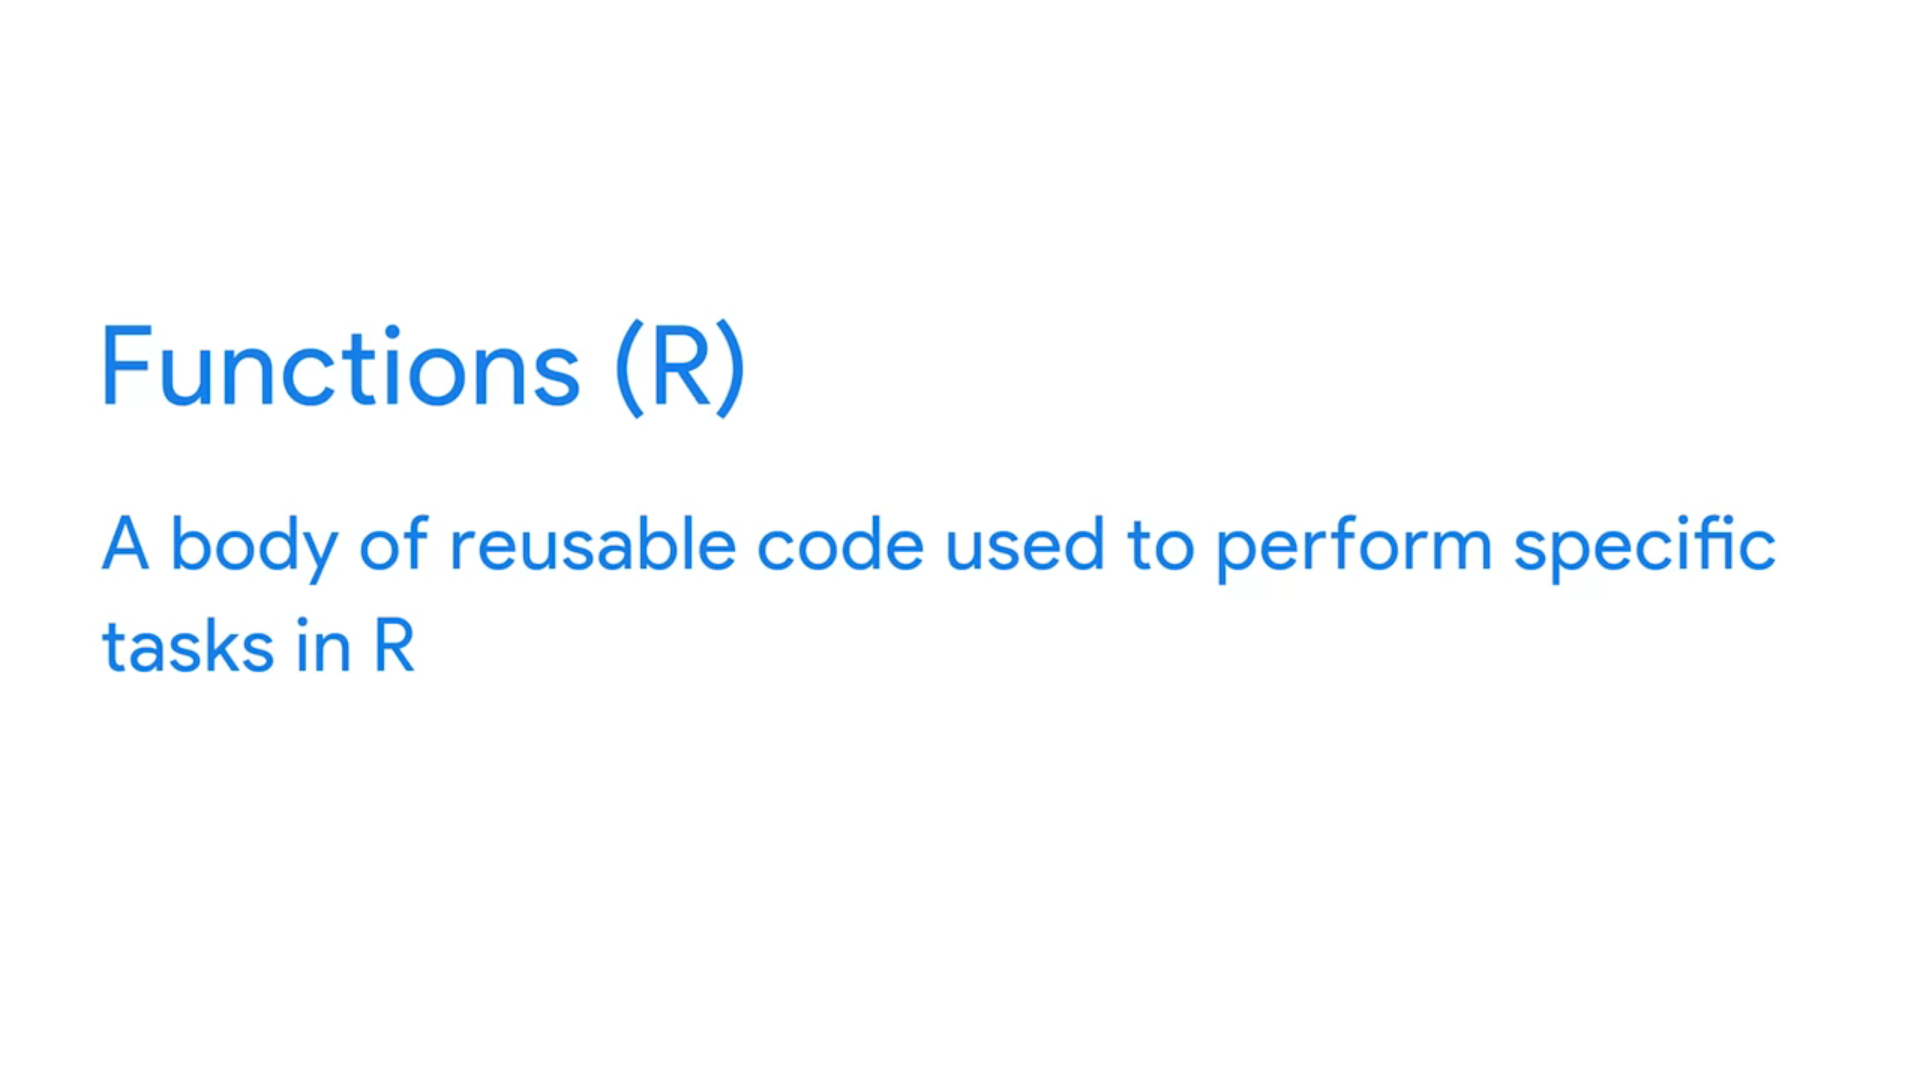 Functions (R)
A body of reusable code used to perform specific
tasks in R